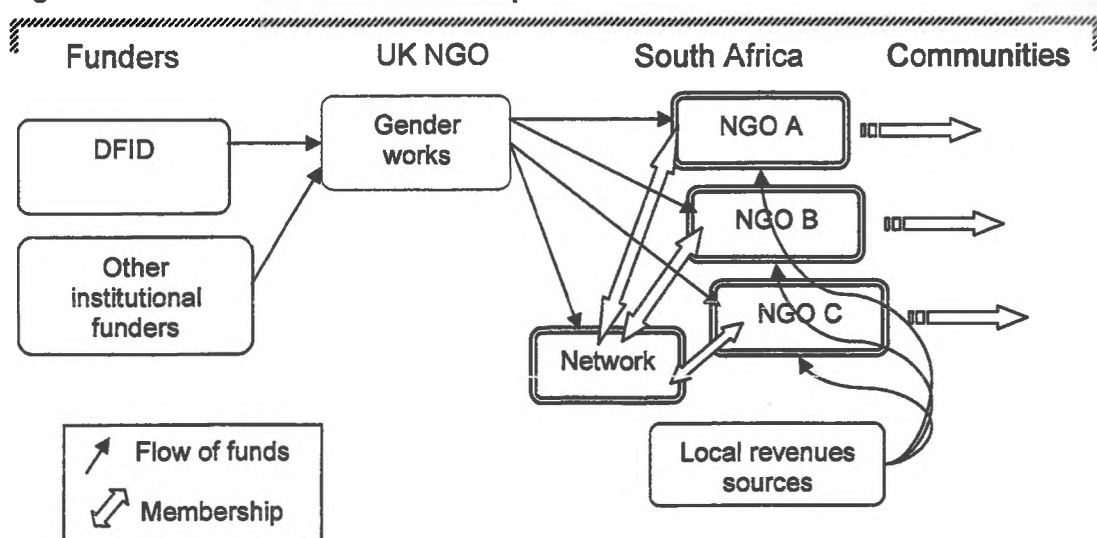 Funders
UK NGO
South Africa
Communities
DFID
Gender
works
NGO A
NGO B
Other
institutional
funders
NGO C
Network
Local revenues
sources
Flow of funds
Membership